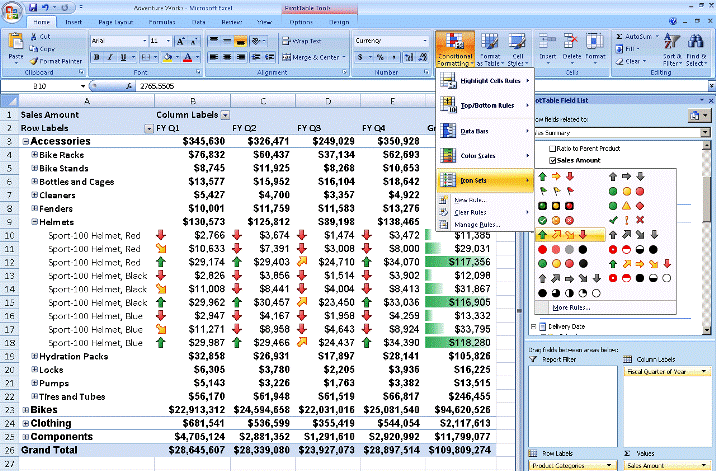 Adventure Works - Microsoft Excel
PivotTable Tools
Home Insert Page Layout Formulas Data Review View Options Design
Paste
Cut
Copy
Format Painter
Clipboard
Arial 11
Font
Wrap Text
Merge & Center
Alignment
Currency
Number
Conditional Formatting
Format as Table
Cell Styles
Insert Delete Format
Cells
AutoSum
Fill
Clear
Sort & Filter
Find & Select
Editing
B10 2765.5505
A B C D E
1 Sales Amount Column Labels
2 Row Labels FY Q1 FY Q2 FY Q3 FY Q4
3 Accessories $345,630 $326,471 $249,029 $350,928
4 Bike Racks $76,832 $60,437 $37,134 $62,693
5 Bike Stands $8,745 $11,925 $8,268 $10,653
6 Bottles and Cages $13,577 $15,952 $16,104 $18,642
7 Cleaners $5,427 $4,700 $3,357 $4,922
8 Fenders $10,001 $11,759 $11,583 $13,276
9 Helmets $130,573 $125,812 $89,198 $138,465
10 Sport-100 Helmet, Red $2,766 $3,674 $1,474 $3,472 $11,385
11 Sport-100 Helmet, Red $10,633 $7,391 $3,008 $8,000 $29,031
12 Sport-100 Helmet, Red $29,174 $29,403 $24,710 $34,070 $117,356
13 Sport-100 Helmet, Black $2,826 $3,856 $1,514 $3,902 $12,098
14 Sport-100 Helmet, Black $11,008 $8,441 $4,004 $8,413 $31,867
15 Sport-100 Helmet, Black $29,962 $30,457 $23,450 $33,036 $116,905
16 Sport-100 Helmet, Blue $2,947 $4,167 $1,958 $4,259 $13,332
17 Sport-100 Helmet, Blue $11,271 $8,958 $4,643 $8,924 $33,795
18 Sport-100 Helmet, Blue $29,987 $29,466 $24,437 $34,390 $118,280
19 Hydration Packs $32,858 $26,931 $17,897 $28,141 $105,826
20 Locks $6,305 $3,780 $2,205 $3,936 $16,225
21 Pumps $5,143 $3,226 $1,763 $3,382 $13,515
22 Tires and Tubes $56,170 $61,948 $61,519 $66,817 $246,455
23 Bikes $22,913,312 $24,594,658 $22,031,016 $25,081,540 $94,620,526
24 Clothing $681,541 $536,599 $355,419 $544,054 $2,117,613
25 Components $4,705,124 $2,881,352 $1,291,610 $2,920,992 $11,799,077
26 Grand Total $28,645,607 $28,339,080 $23,927,073 $28,897,514 $109,809,274
27
Highlight Cells Rules
Top/Bottom Rules
Data Bars
Color Scales
Icon Sets
New Rule...
Clear Rules
Manage Rules...
More Rules...
Field List
fields related to:
Summary
Ratio to Parent Product
Sales Amount
Delivery Date
Drag fields between areas below:
Report Filter
Column Labels
Fiscal Quarter of Year
Row Labels
Values
Product Categories
Sales Amount